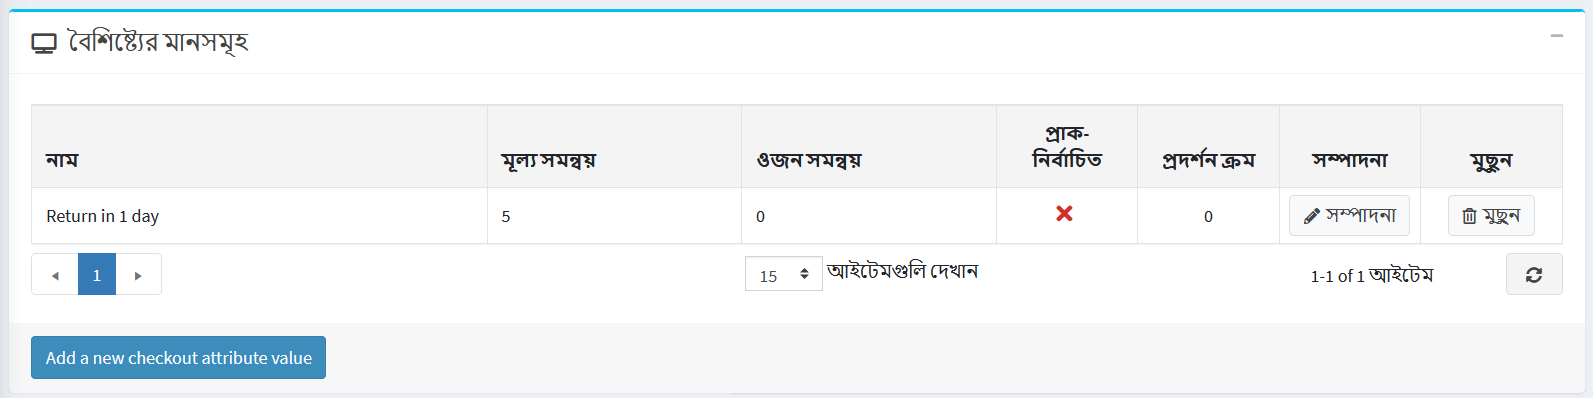 বৈশিষ্ট্যের মানসমূহ
নাম মূল্য সমন্বয় ওজন সমন্বয় প্রাক-নির্বাচিত প্রদর্শন ক্রম সম্পাদনা মুছুন
Return in 1 day 5 0 0 সম্পাদনা মুছুন
1 15 আইটেমগুলি দেখান 1-1 of 1 আইটেম
Add a new checkout attribute value